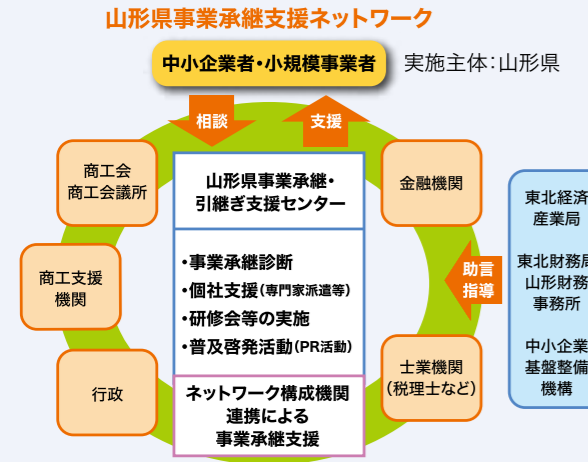 山形県事業承継支援ネットワーク
中小企業者・小規模事業者
実施主体：山形県
相談
支援
商工会
商工会議所
商工支援
機関
行政
山形県事業承継・
引継ぎ支援センター
・事業承継診断
・個社支援（専門家派遣等）
・研修会等の実施
・普及啓発活動（PR活動）
ネットワーク構成機関
連携による
事業承継支援
金融機関
士業機関
（税理士など）
助言
指導
東北経済
産業局
東北財務局
山形財務
事務所
中小企業
基盤整備
機構